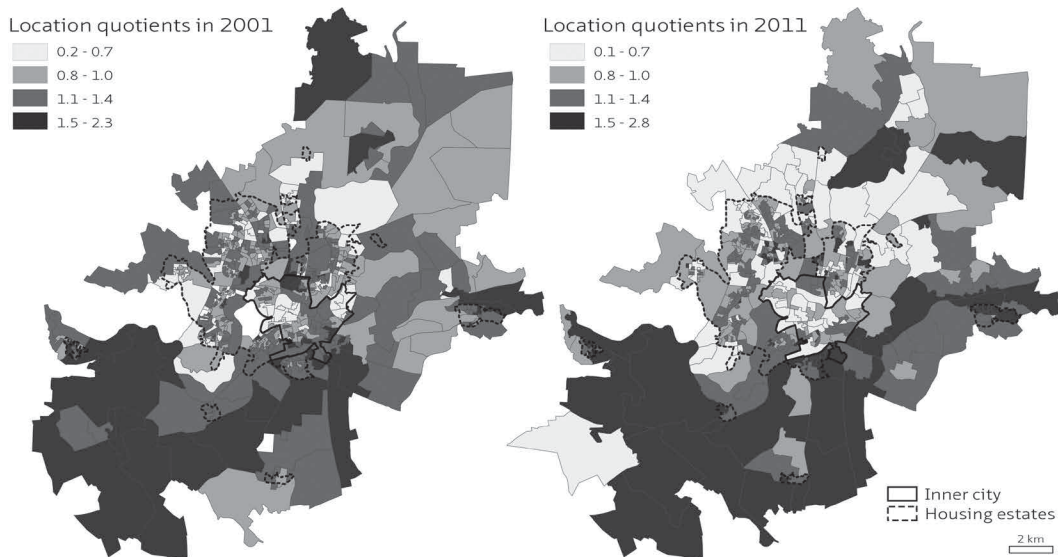 Location quotients in 2001
0.2 - 0.7
0.8 - 1.0
1.1 - 1.4
1.5 - 2.3
Location quotients in 2011
0.1 - 0.7
0.8 - 1.0
1.1 - 1.4
1.5 - 2.8
Inner city
Housing estates
2 km